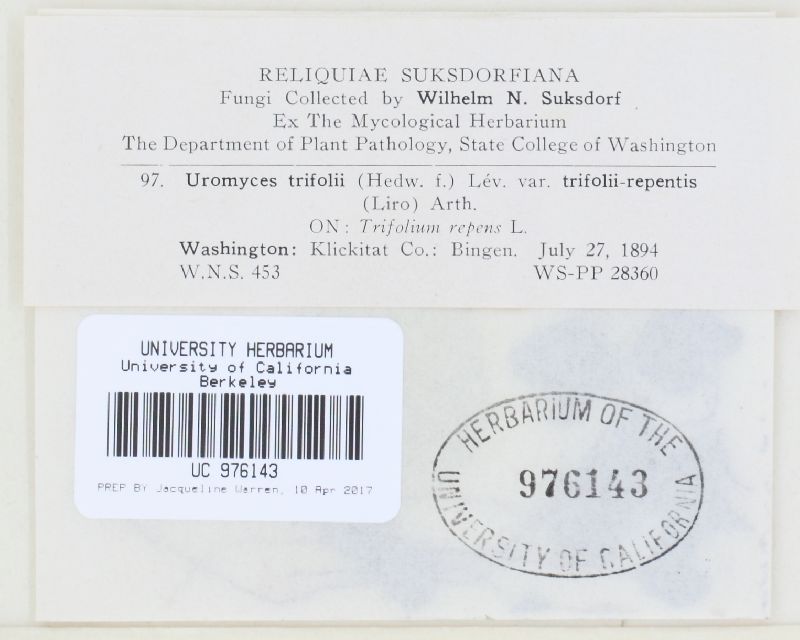 RELIQUIAE SUKSDORFIANA
Fungi Collected by Wilhelm N. Suksdorf
Ex The Mycological Herbarium
The Department of Plant Pathology, State College of Washington
97. Uromyces trifolii (Hedw. f.) Lév. var. trifolii-repentis
(Liro) Arth.
ON: Trifolium repens L.
Washington: Klickitat Co.: Bingen. July 27, 1894
W.N.S. 453 WS-PP 28360
UNIVERSITY HERBARIUM
University of California
Berkeley
UC 976143
PREP BY Jacqueline Warren, 10 Apr 2017
HERBARIUM OF THE
976143
UNIVERSITY OF CALIFORNIA